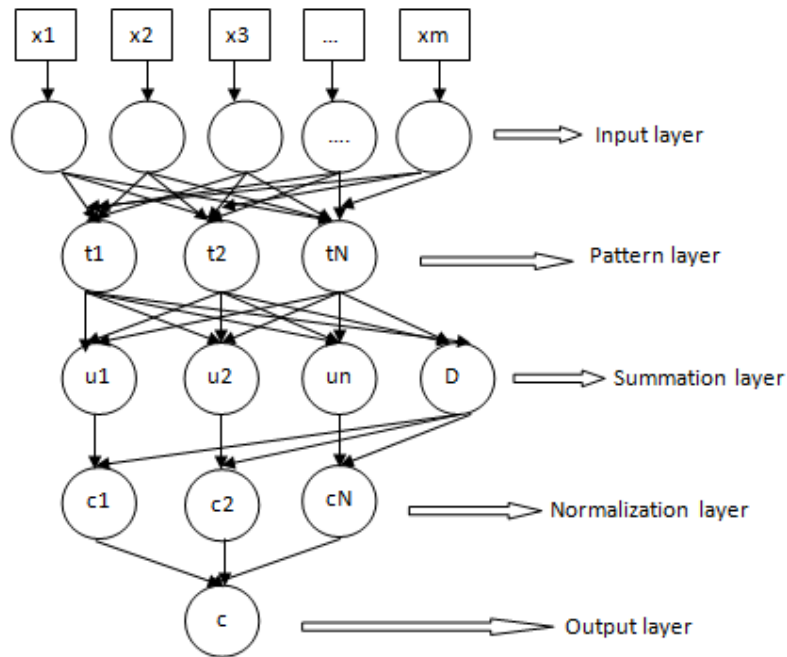 x1 x2 x3 ... xm
.... Input layer
t1 t2 tN Pattern layer
u1 u2 un D Summation layer
c1 c2 cN Normalization layer
c Output layer